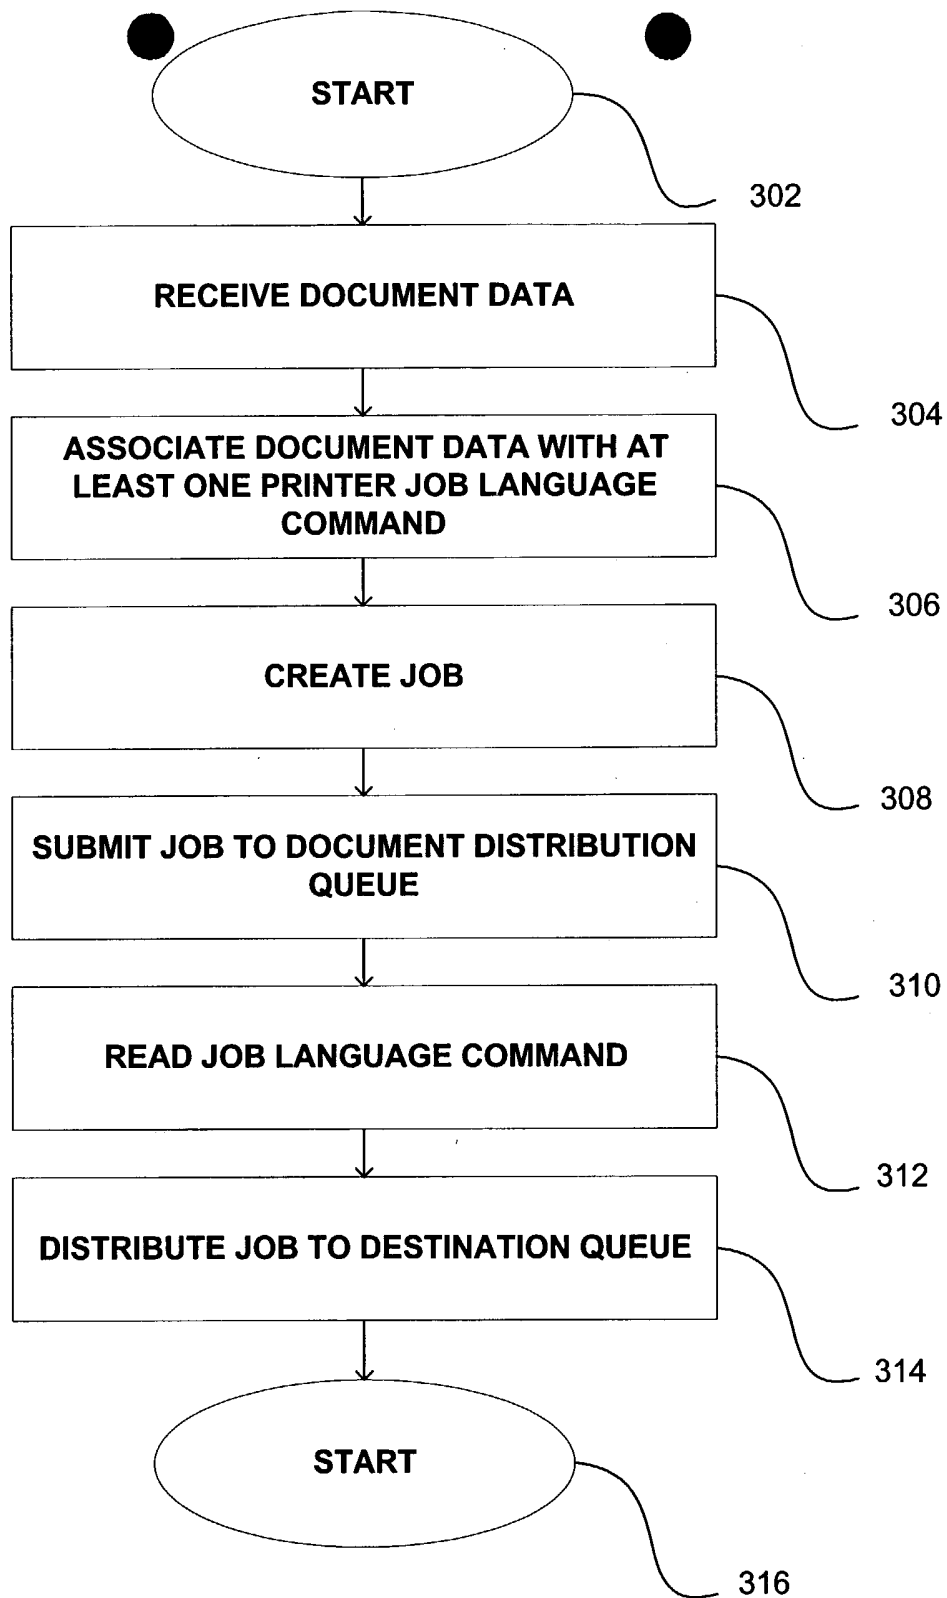 START
302
RECEIVE DOCUMENT DATA
304
ASSOCIATE DOCUMENT DATA WITH AT
LEAST ONE PRINTER JOB LANGUAGE
COMMAND
306
CREATE JOB
308
SUBMIT JOB TO DOCUMENT DISTRIBUTION
QUEUE
310
READ JOB LANGUAGE COMMAND
312
DISTRIBUTE JOB TO DESTINATION QUEUE
314
START
316